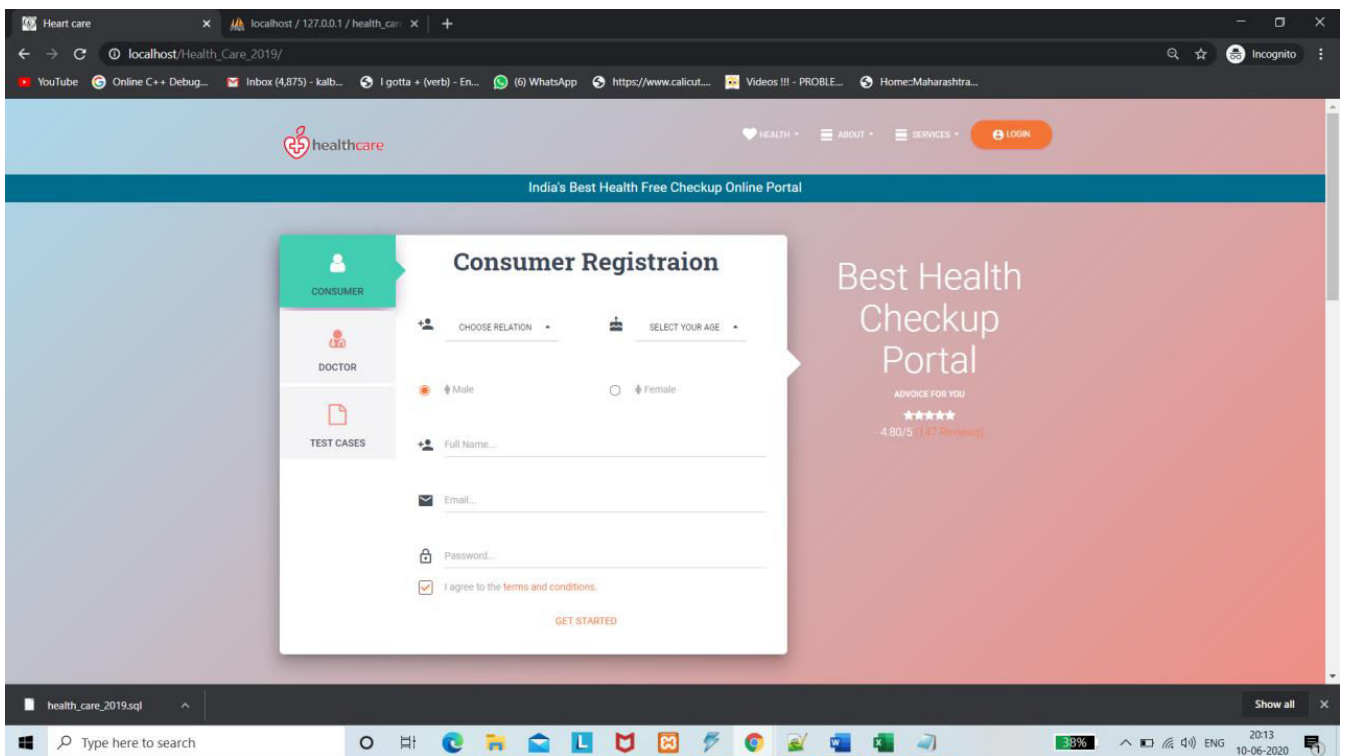 Heart care
localhost / 127.0.0.1 / health_car
localhost/Health_Care_2019/
Incognito
YouTube
Online C++ Debug...
Inbox (4,875) - kalb...
I gotta + (verb) - En...
(6) WhatsApp
https://www.calicut....
Videos !!! - PROBLE...
Home::Maharashtra...
healthcare
HEALTH
ABOUT
SERVICES
LOGIN
India's Best Health Free Checkup Online Portal
CONSUMER
DOCTOR
TEST CASES
Consumer Registraion
CHOOSE RELATION
SELECT YOUR AGE
Male
Female
Full Name...
Email...
Password...
I agree to the terms and conditions.
GET STARTED
Best Health
Checkup
Portal
ADVOICE FOR YOU
4.80/5 (147 Reviews)
health_care_2019.sql
Show all
Type here to search
38%
ENG
20:13
10-06-2020